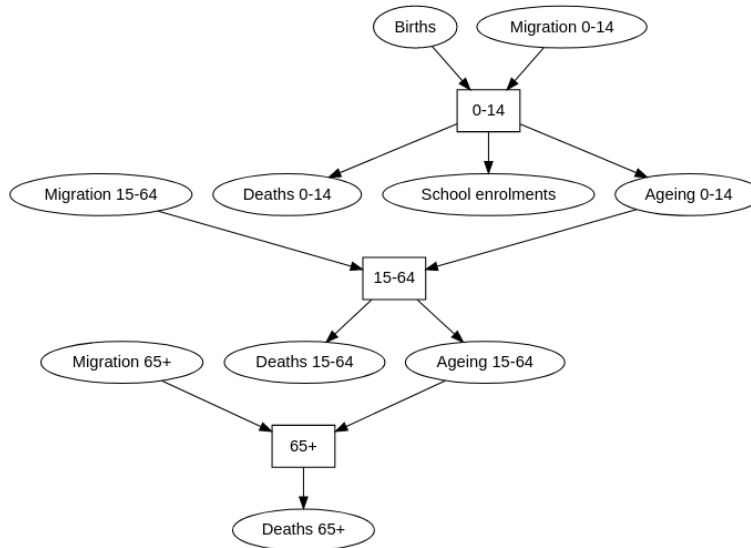 Births
Migration 0-14
0-14
Migration 15-64
Deaths 0-14
School enrolments
Ageing 0-14
15-64
Migration 65+
Deaths 15-64
Ageing 15-64
65+
Deaths 65+